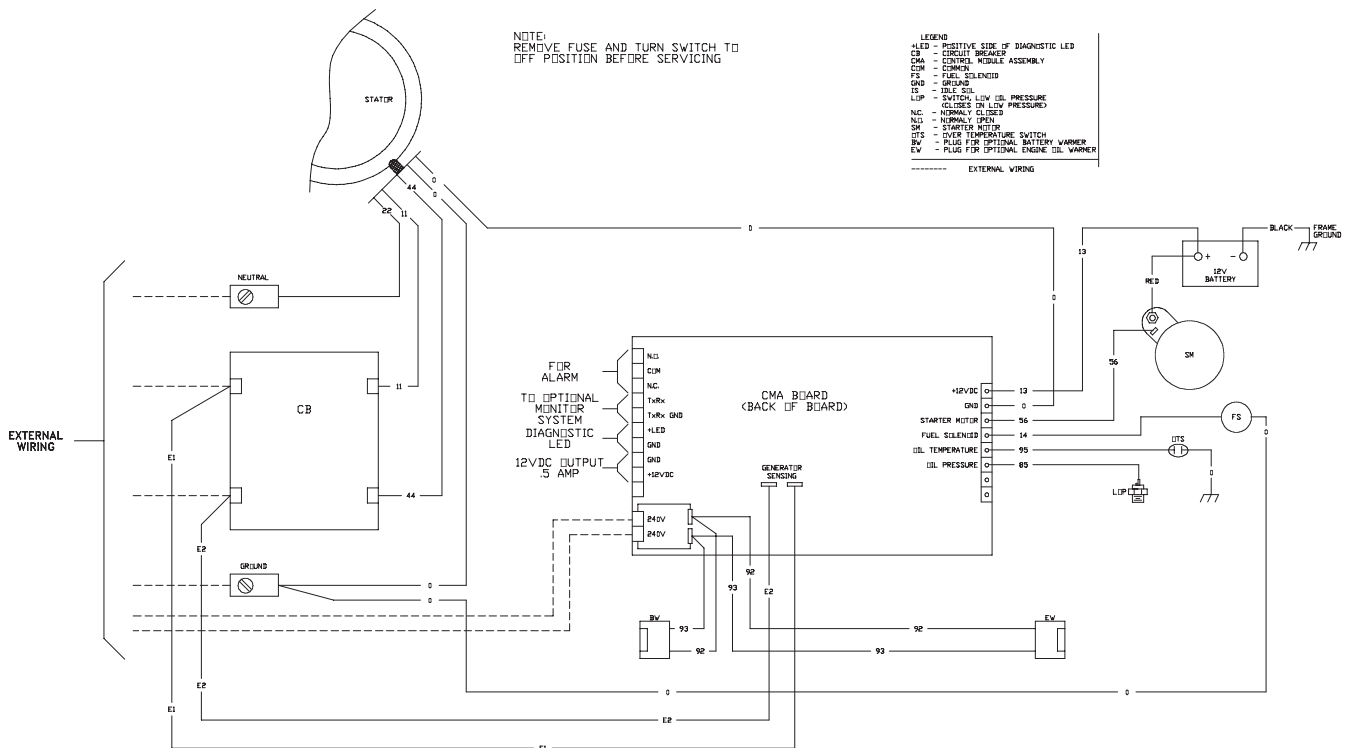 NOTE:
REMOVE FUSE AND TURN SWITCH TO
OFF POSITION BEFORE SERVICING
LEGEND
+LED - POSITIVE SIDE OF DIAGNOSTIC LED
CB - CIRCUIT BREAKER
CMA - CONTROL MODULE ASSEMBLY
COM - COMMON
FS - FUEL SOLENOID
GND - GROUND
IS - IDLE SOL
LOP - SWITCH, LOW OIL PRESSURE
(CLOSES ON LOW PRESSURE)
N.C. - NORMALY CLOSED
N.O. - NORMALY OPEN
SM - STARTER MOTOR
OTS - OVER TEMPERATURE SWITCH
BW - PLUG FOR OPTIONAL BATTERY WARMER
EW - PLUG FOR OPTIONAL ENGINE OIL WARMER
-------- EXTERNAL WIRING
STATOR
0
44
0
11
22
0
BLACK
FRAME
GROUND
13
+ -
12V
BATTERY
NEUTRAL
RED
0
SM
56
FOR
ALARM
TO OPTIONAL
MONITOR
SYSTEM
DIAGNOSTIC
LED
12VDC OUTPUT
.5 AMP
N.O.
COM
N.C.
TxRx
TxRx GND
+LED
GND
GND
+12VDC
CMA BOARD
(BACK OF BOARD)
+12VDC 13
GND 0
STARTER MOTOR 56
FUEL SOLENOID 14
OIL TEMPERATURE 95
OIL PRESSURE 85
FS
0
OTS
0
LOP
GENERATOR
SENSING
11
CB
EXTERNAL
WIRING
E1
44
240V
240V
E2
GROUND
0
0
92
93
E2
BW
93
92
92
93
EW
E2
0
0
E1
E2
E1